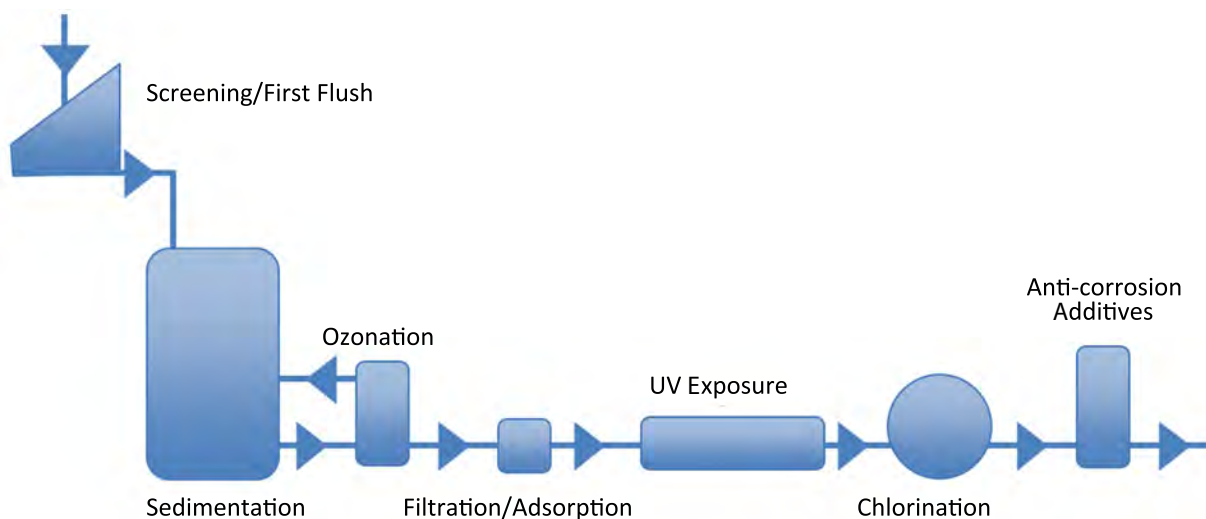 Screening/First Flush
Ozonation
Sedimentation
Filtration/Adsorption
UV Exposure
Chlorination
Anti-corrosion
Additives